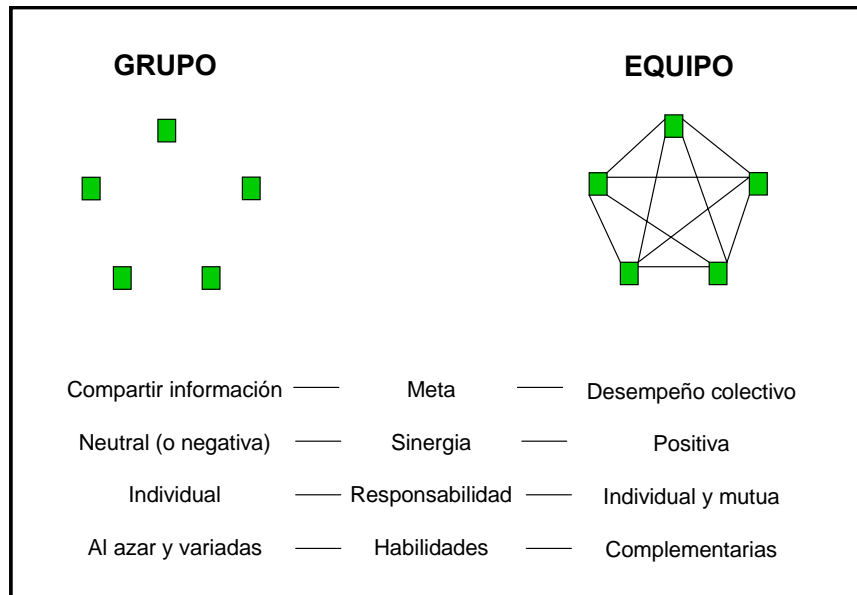 GRUPO EQUIPO
Compartir información Meta Desempeño colectivo
Neutral (o negativa) Sinergia Positiva
Individual Responsabilidad Individual y mutua
Al azar y variadas Habilidades Complementarias